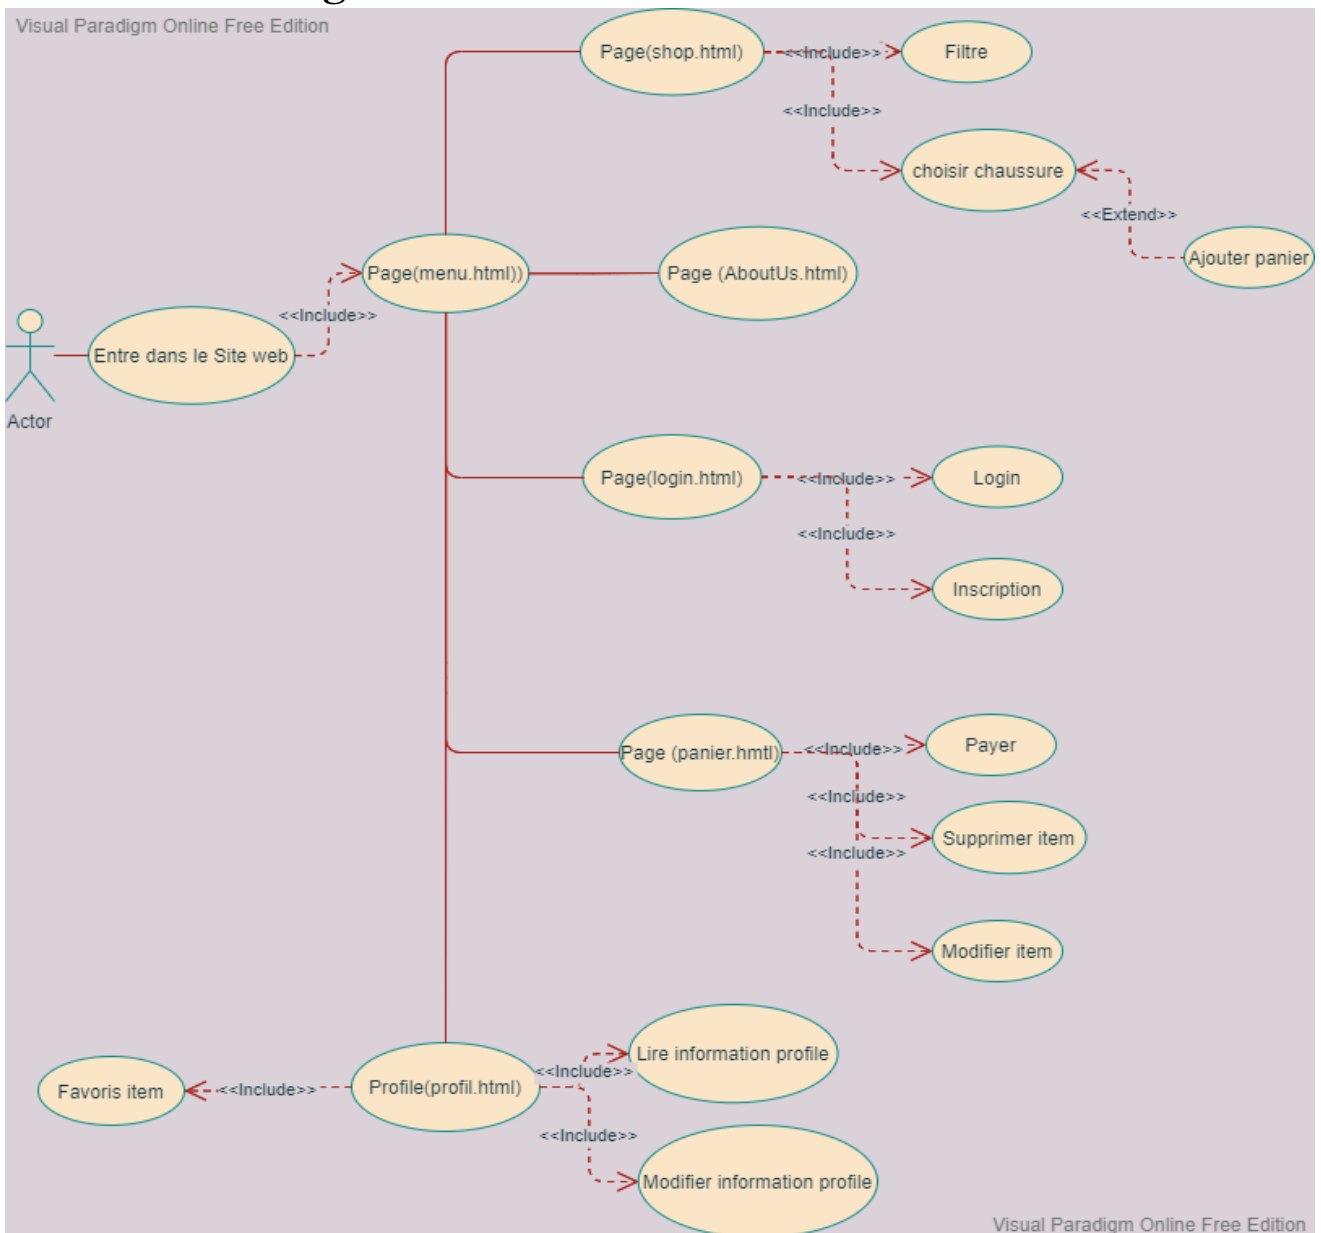 Visual Paradigm Online Free Edition
Page(shop.html)
<<Include>>
Filtre
<<Include>>
choisir chaussure
<<Extend>>
Ajouter panier
Page(menu.html))
Page (AboutUs.html)
<<Include>>
Entre dans le Site web
Actor
Page(login.html)
<<Include>>
Login
<<Include>>
Inscription
Page (panier.hmtl)
<<Include>>
Payer
<<Include>>
Supprimer item
<<Include>>
Modifier item
Lire information profile
<<Include>>
Favoris item
<<Include>>
Profile(profil.html)
<<Include>>
Modifier information profile
Visual Paradigm Online Free Edition